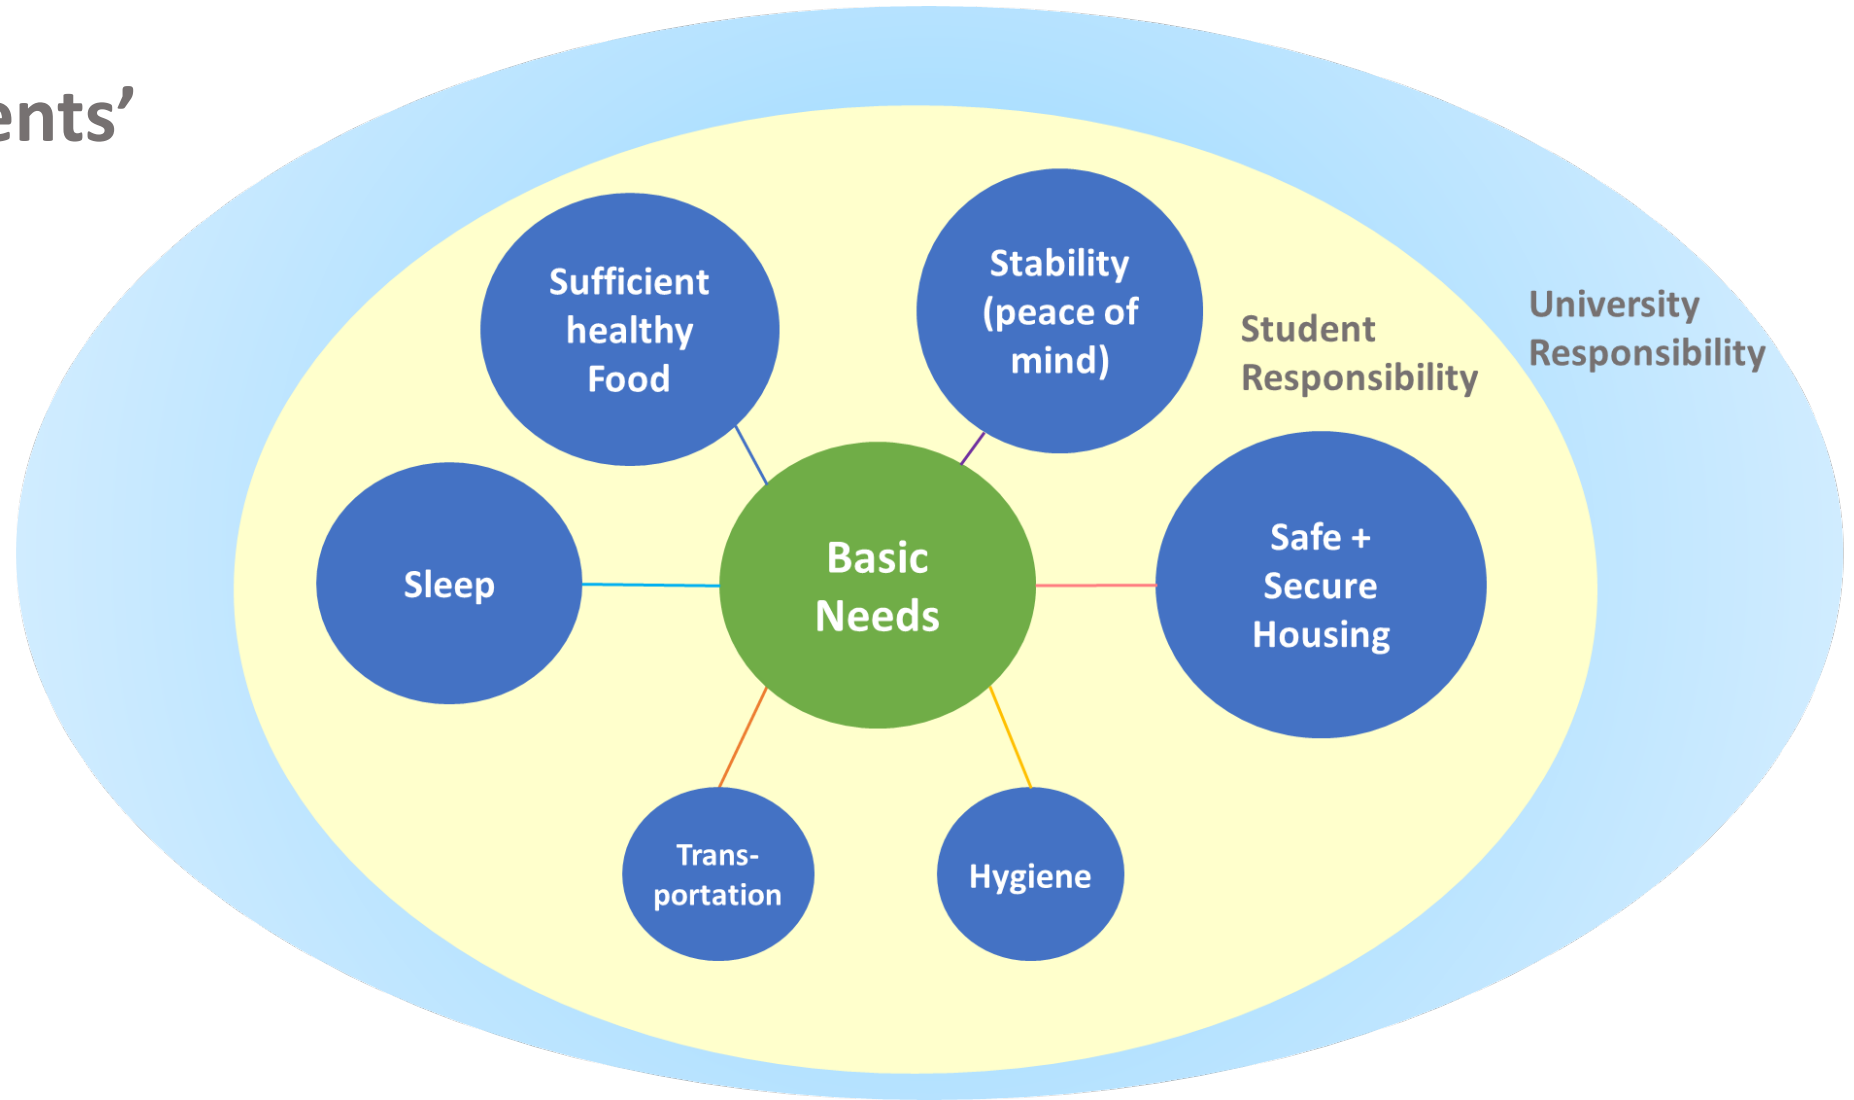 ents’
Sufficient
healthy
Food
Stability
(peace of
mind)
Student
Responsibility
University
Responsibility
Sleep
Basic
Needs
Safe +
Secure
Housing
Trans-
portation
Hygiene